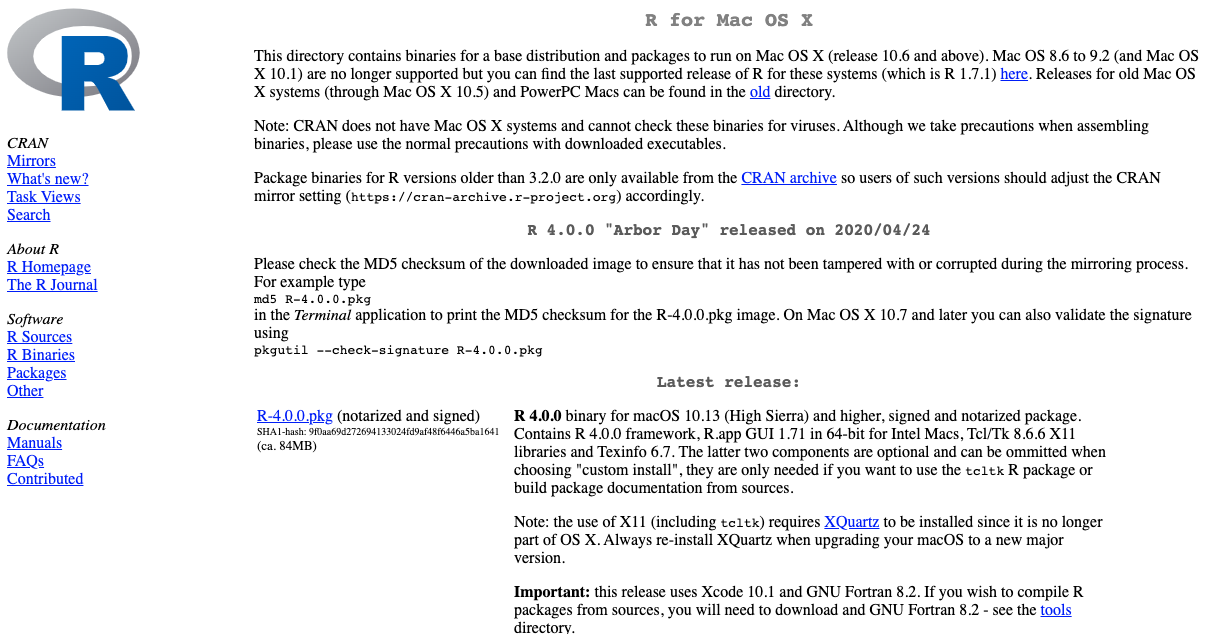 R
CRAN
Mirrors
What's new?
Task Views
Search
About R
R Homepage
The R Journal
Software
R Sources
R Binaries
Packages
Other
Documentation
Manuals
FAQs
Contributed
R for Mac OS X
This directory contains binaries for a base distribution and packages to run on Mac OS X (release 10.6 and above). Mac OS 8.6 to 9.2 (and Mac OS
X 10.1) are no longer supported but you can find the last supported release of R for these systems (which is R 1.7.1) here. Releases for old Mac OS
X systems (through Mac OS X 10.5) and PowerPC Macs can be found in the old directory.
Note: CRAN does not have Mac OS X systems and cannot check these binaries for viruses. Although we take precautions when assembling
binaries, please use the normal precautions with downloaded executables.
Package binaries for R versions older than 3.2.0 are only available from the CRAN archive so users of such versions should adjust the CRAN
mirror setting (https://cran-archive.r-project.org) accordingly.
R 4.0.0 "Arbor Day" released on 2020/04/24
Please check the MD5 checksum of the downloaded image to ensure that it has not been tampered with or corrupted during the mirroring process.
For example type
md5 R-4.0.0.pkg
in the Terminal application to print the MD5 checksum for the R-4.0.0.pkg image. On Mac OS X 10.7 and later you can also validate the signature
using
pkgutil --check-signature R-4.0.0.pkg
Latest release:
R-4.0.0.pkg (notarized and signed)
SHA1-hash: 9f0aa69d272694133024fd9af48f6446a5ba1641
(ca. 84MB)
R 4.0.0 binary for macOS 10.13 (High Sierra) and higher, signed and notarized package.
Contains R 4.0.0 framework, R.app GUI 1.71 in 64-bit for Intel Macs, Tcl/Tk 8.6.6 X11
libraries and Texinfo 6.7. The latter two components are optional and can be ommitted when
choosing "custom install", they are only needed if you want to use the tcltk R package or
build package documentation from sources.
Note: the use of X11 (including tcltk) requires XQuartz to be installed since it is no longer
part of OS X. Always re-install XQuartz when upgrading your macOS to a new major
version.
Important: this release uses Xcode 10.1 and GNU Fortran 8.2. If you wish to compile R
packages from sources, you will need to download and GNU Fortran 8.2 - see the tools
directory.